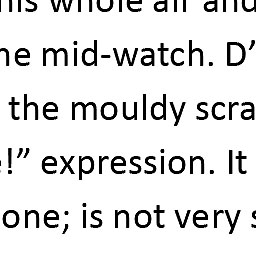 his whole air and
he mid-watch. D’
the mouldy scra
!” expression. It
one; is not very s